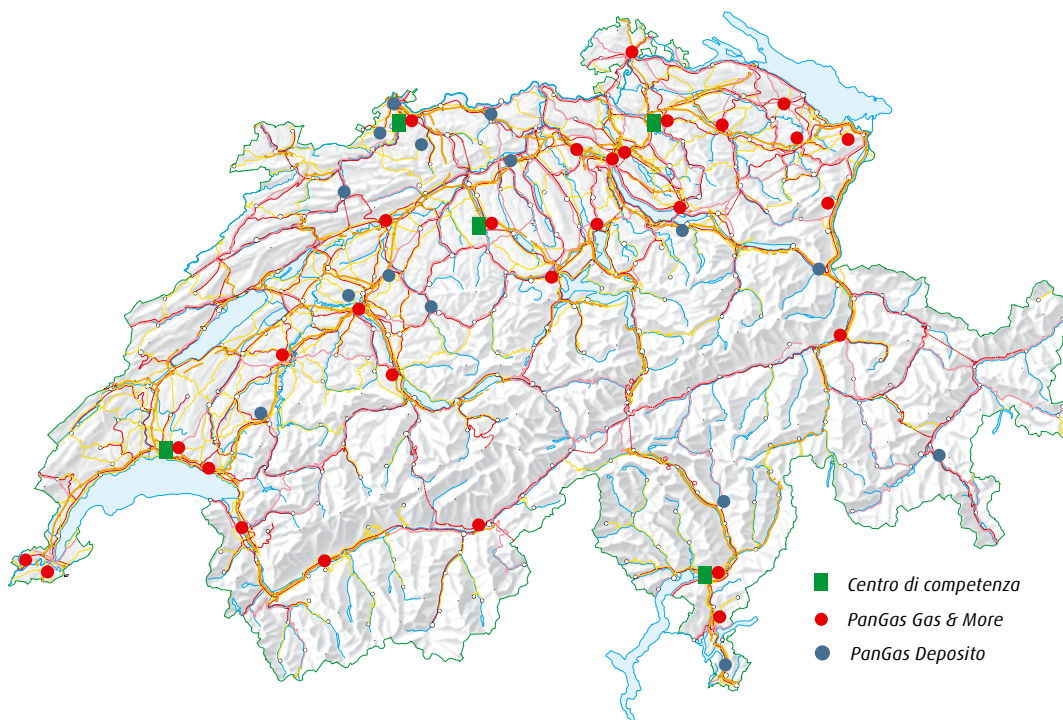 Centro di competenza
PanGas Gas & More
PanGas Deposito